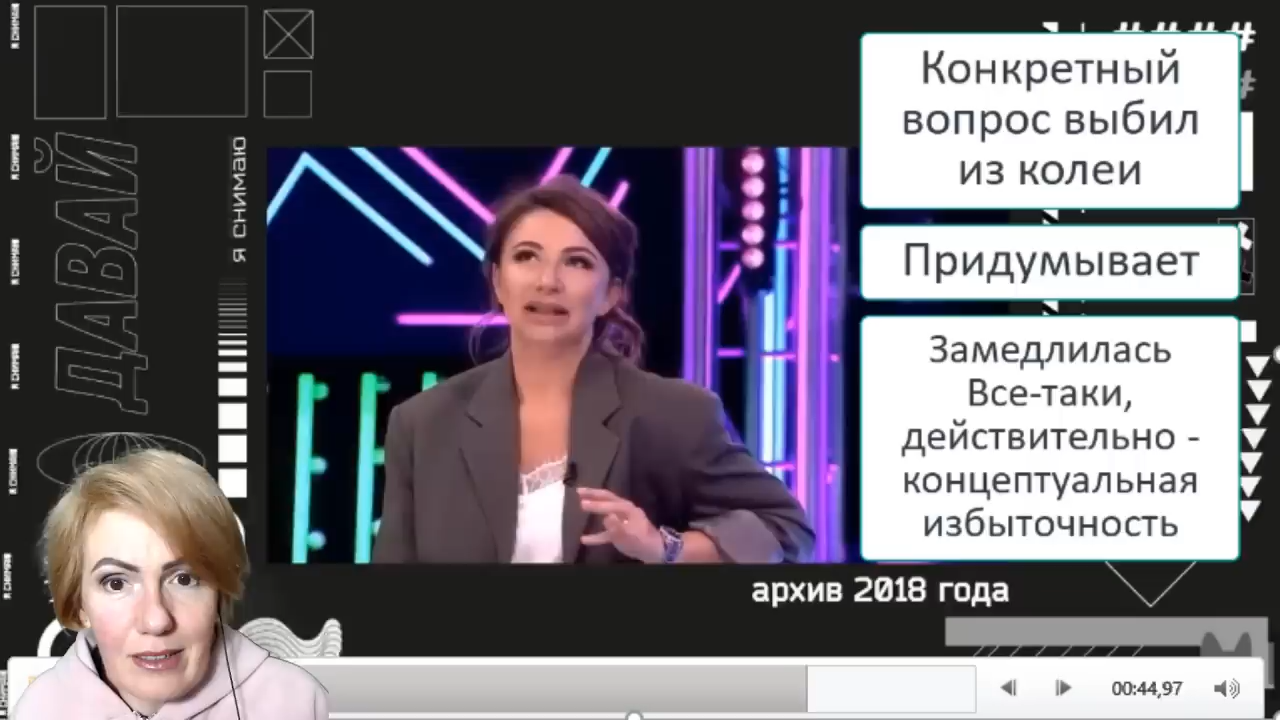 Я СНИМАЮ
ДАВАЙ
я снимаю
# # # #
#
Конкретный
вопрос выбил
из колеи
Придумывает
Замедлилась
Все-таки,
действительно -
концептуальная
избыточность
архив 2018 года
00:44,97